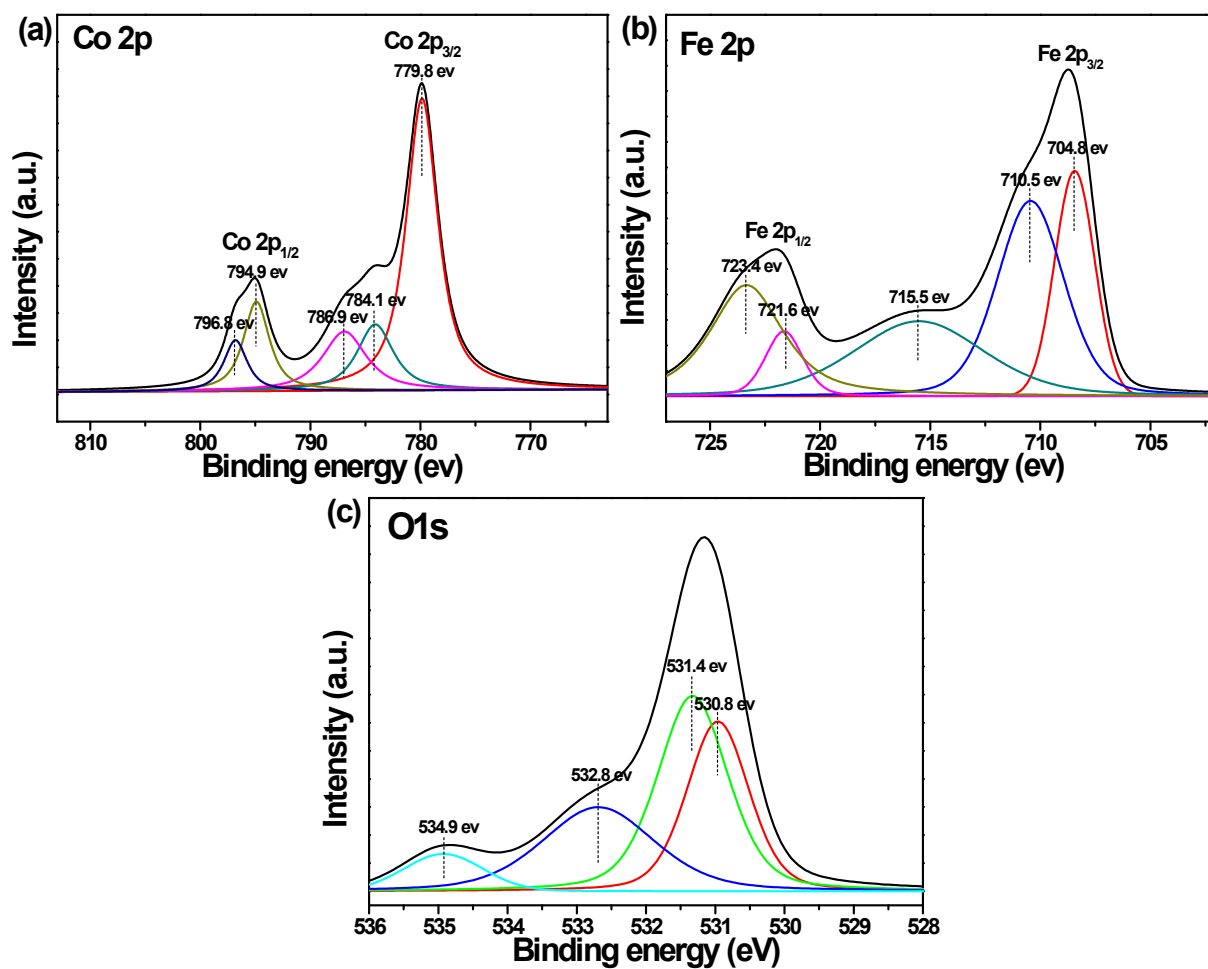 (a)
Co 2p
Co 2p3/2
779.8 ev
Co 2p1/2
794.9 ev
796.8 ev
786.9 ev
784.1 ev
Intensity (a.u.)
810 800 790 780 770
Binding energy (ev)
(b)
Fe 2p
Fe 2p3/2
704.8 ev
710.5 ev
Fe 2p1/2
723.4 ev
721.6 ev
715.5 ev
Intensity (a.u.)
725 720 715 710 705
Binding energy (ev)
(c)
O1s
531.4 ev
530.8 ev
532.8 ev
534.9 ev
Intensity (a.u.)
536 535 534 533 532 531 530 529 528
Binding energy (eV)